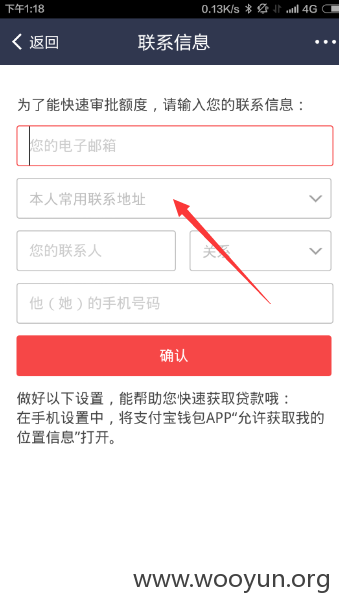 下午1:18
0.13K/s
4G
返回
联系信息
为了能快速审批额度，请输入您的联系信息：
您的电子邮箱
本人常用联系地址
您的联系人
关系
他（她）的手机号码
确认
做好以下设置，能帮助您快速获取贷款哦：
在手机设置中，将支付宝钱包APP“允许获取我的
位置信息”打开。
www.wooyun.org